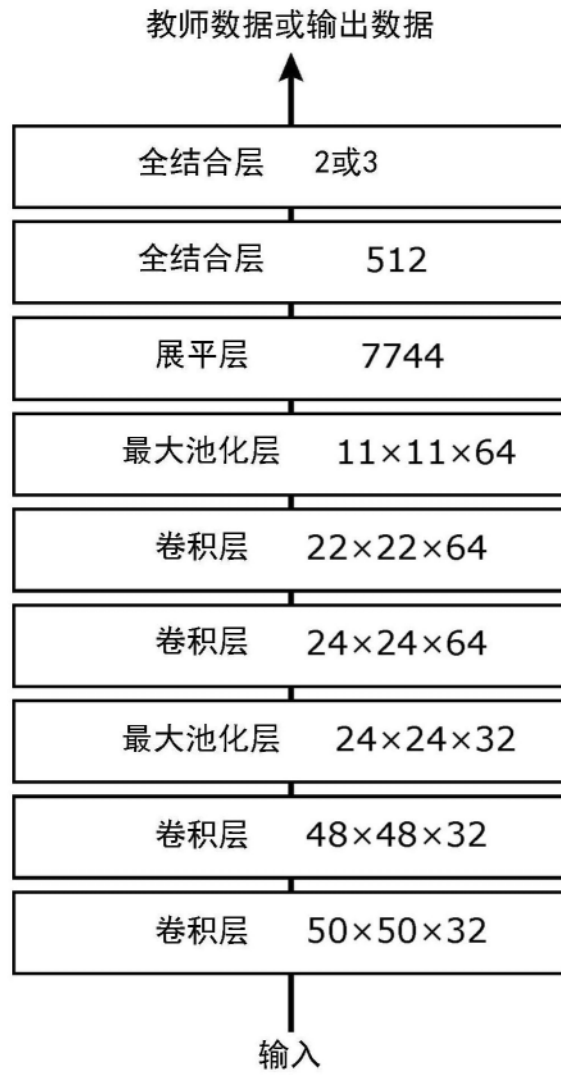 教师数据或输出数据
全结合层 2或3
全结合层 512
展平层 7744
最大池化层 11×11×64
卷积层 22×22×64
卷积层 24×24×64
最大池化层 24×24×32
卷积层 48×48×32
卷积层 50×50×32
输入